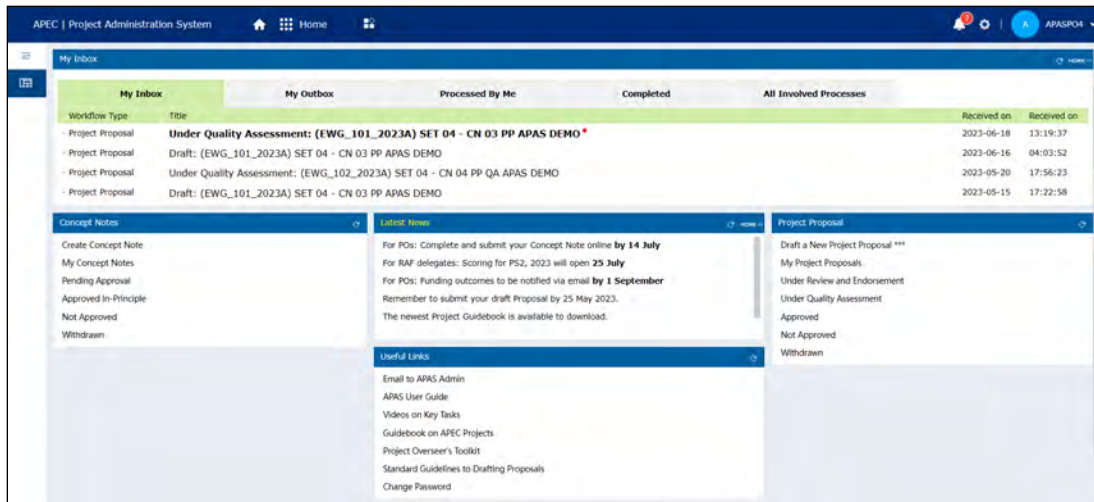 APEC | Project Administration System Home 7 A APASPO4
My Inbox HOME
My Inbox My Outbox Processed By Me Completed All Involved Processes
Workflow Type Title Received on Received on
- Project Proposal Under Quality Assessment: (EWG_101_2023A) SET 04 - CN 03 PP APAS DEMO 2023-06-18 13:19:37
- Project Proposal Draft: (EWG_101_2023A) SET 04 - CN 03 PP APAS DEMO 2023-06-16 04:03:52
- Project Proposal Under Quality Assessment: (EWG_102_2023A) SET 04 - CN 04 PP QA APAS DEMO 2023-05-20 17:56:23
- Project Proposal Draft: (EWG_101_2023A) SET 04 - CN 03 PP APAS DEMO 2023-05-15 17:22:58
Concept Notes
Create Concept Note
My Concept Notes
Pending Approval
Approved In-Principle
Not Approved
Withdrawn
Latest News HOME
For POs: Complete and submit your Concept Note online by 14 July
For RAF delegates: Scoring for PS2, 2023 will open 25 July
For POs: Funding outcomes to be notified via email by 1 September
Remember to submit your draft Proposal by 25 May 2023.
The newest Project Guidebook is available to download.
Useful Links
Email to APAS Admin
APAS User Guide
Videos on Key Tasks
Guidebook on APEC Projects
Project Overseer's Toolkit
Standard Guidelines to Drafting Proposals
Change Password
Project Proposal
Draft a New Project Proposal ***
My Project Proposals
Under Review and Endorsement
Under Quality Assessment
Approved
Not Approved
Withdrawn